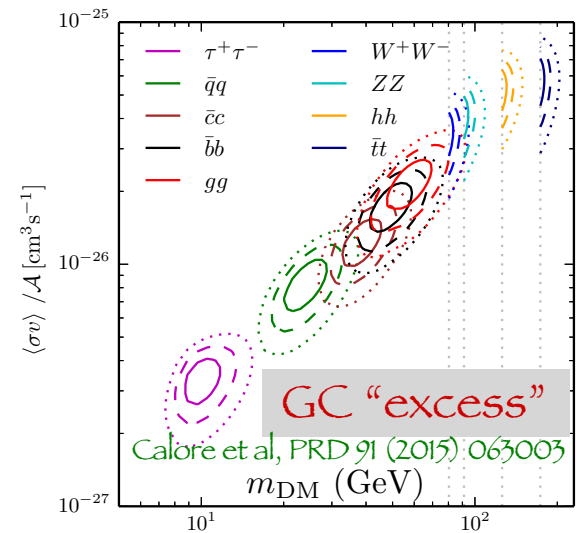 10⁻²⁵
τ⁺τ⁻
q̄q
c̄c
b̄b
gg
W⁺W⁻
ZZ
hh
t̄t
⟨σv⟩ /𝒜 [cm³s⁻¹]
10⁻²⁶
GC “excess”
Calore et al, PRD 91 (2015) 063003
10⁻²⁷
m_DM (GeV)
10¹
10²